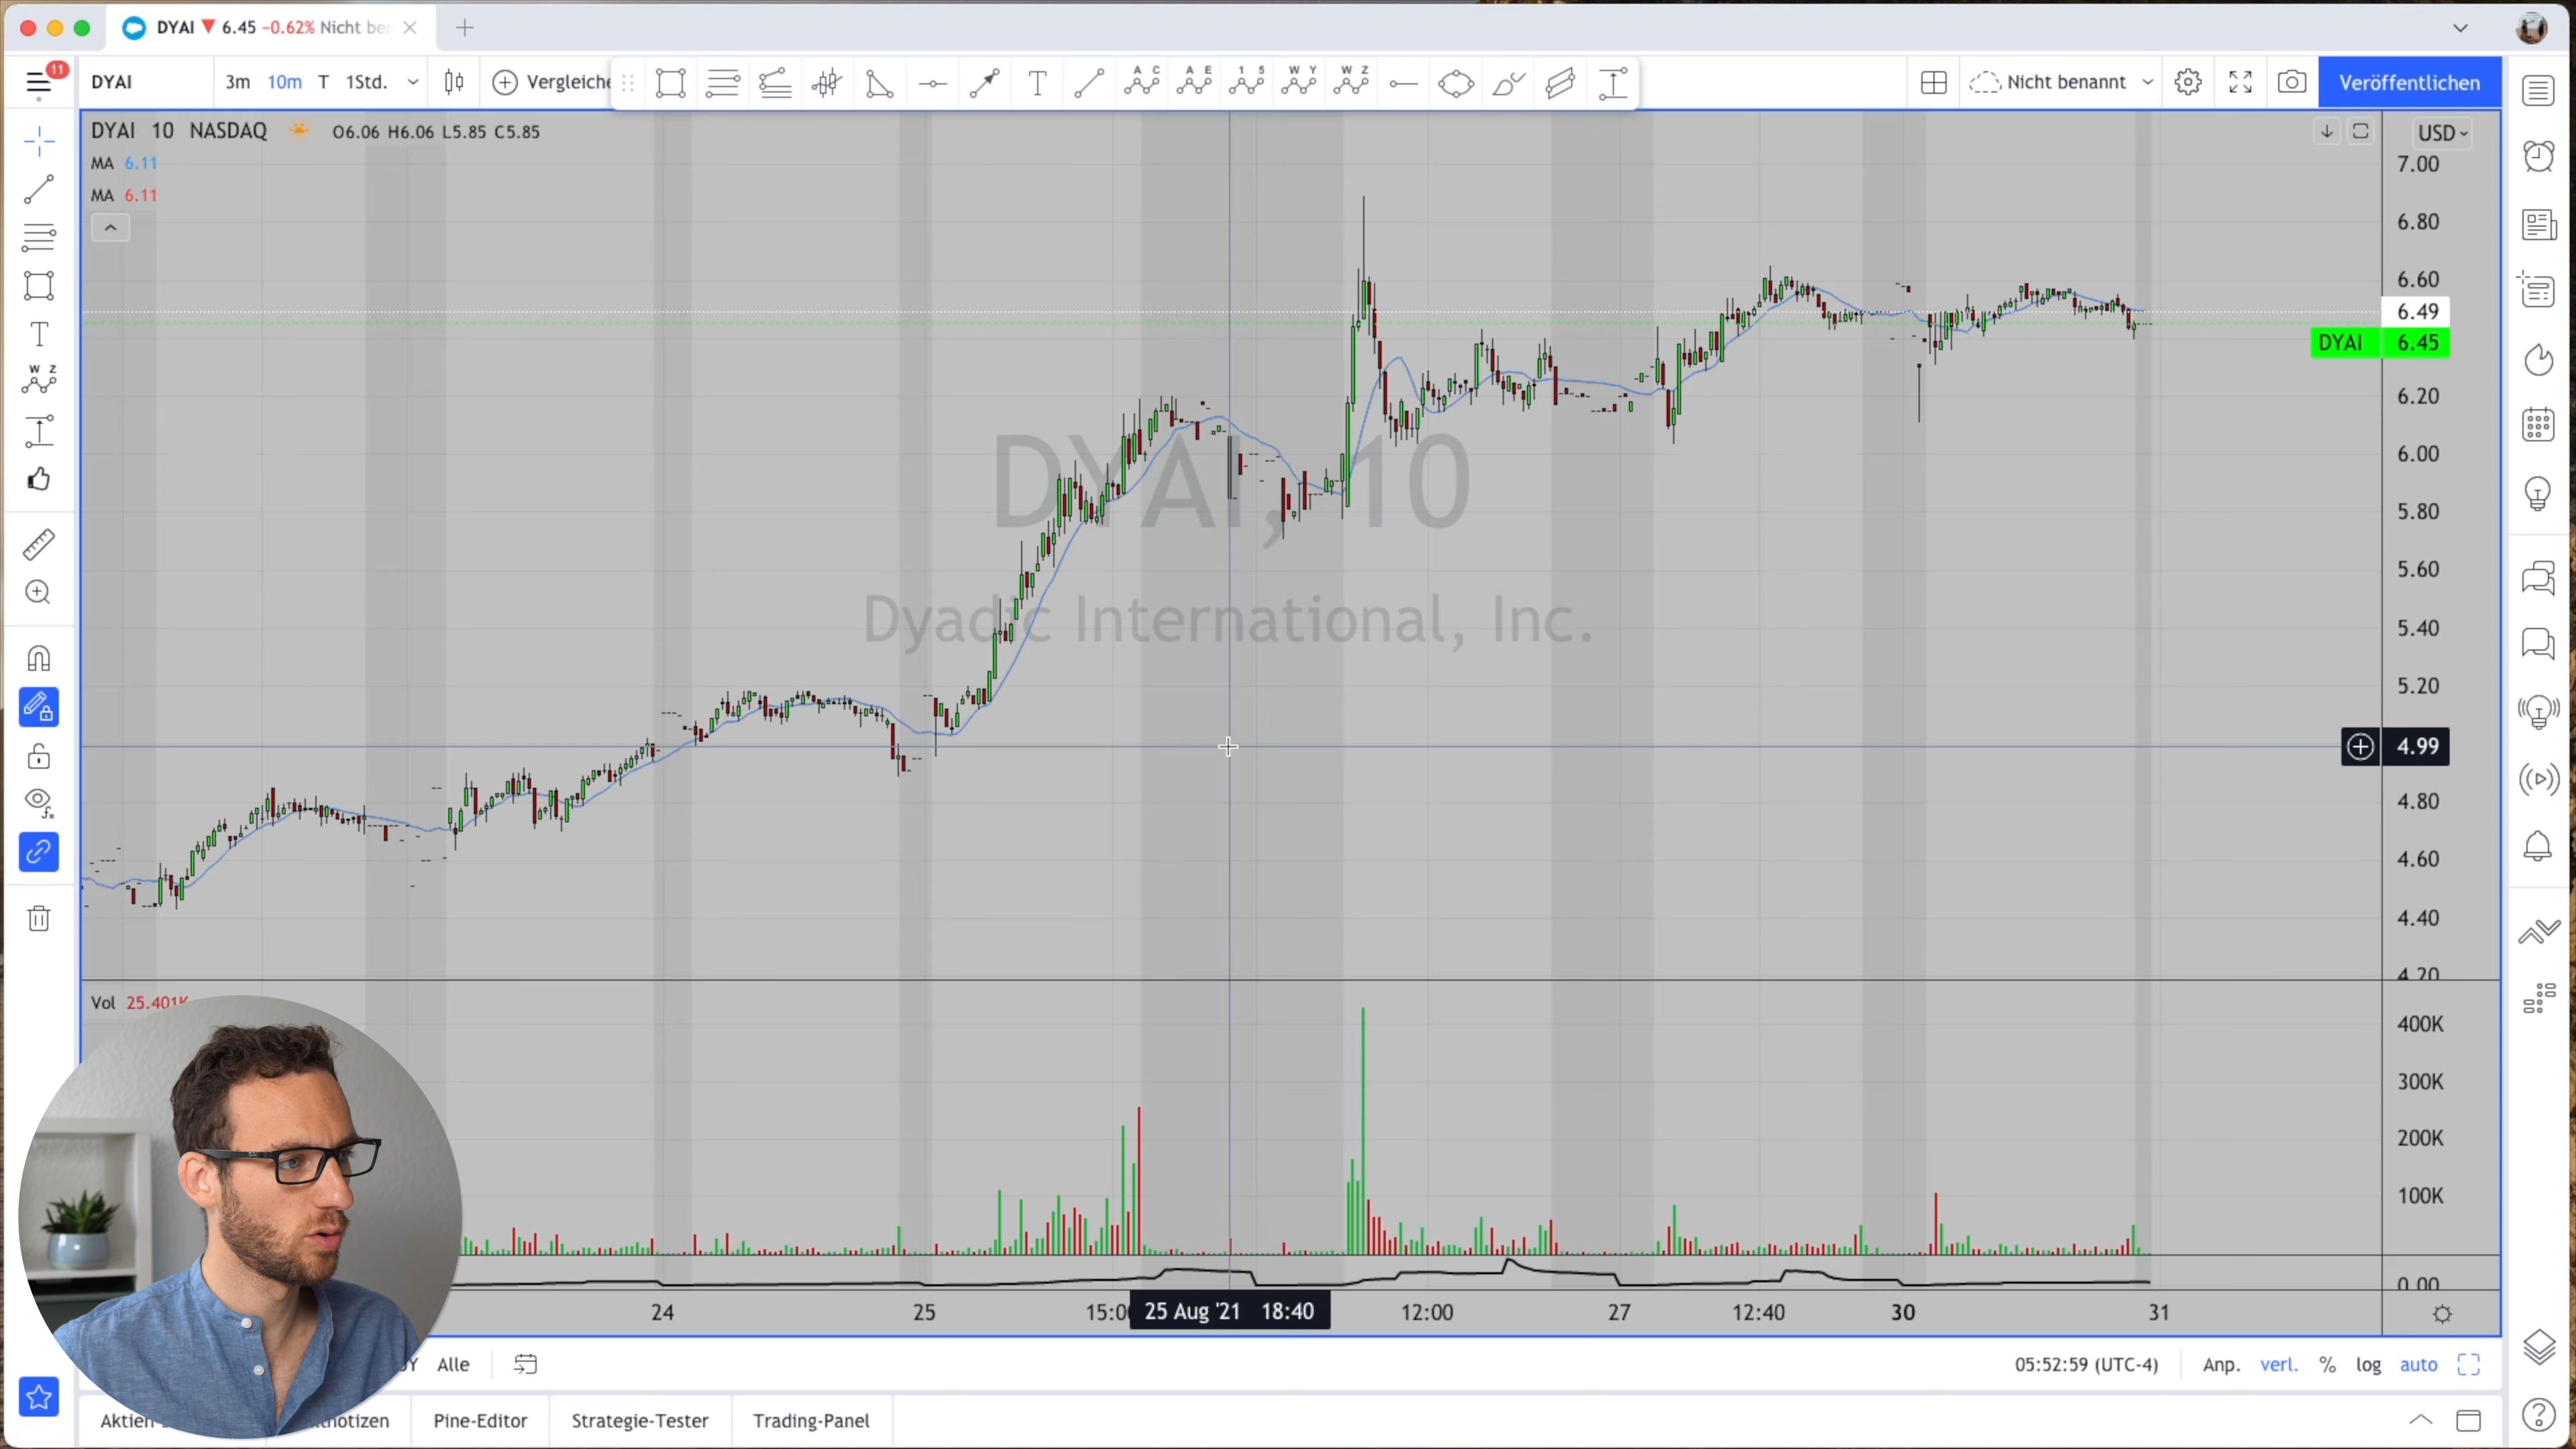 DYAI ▼ 6.45 -0.62% Nicht
11
DYAI
3m 10m T 1Std.
Vergleiche
A C
A E
1 5
W Y
W Z
T
Nicht benannt
Veröffentlichen
DYAI 10 NASDAQ O6.06 H6.06 L5.85 C5.85
MA 6.11
MA 6.11
USD
7.00
6.80
6.60
6.49
DYAI 6.45
6.20
6.00
5.80
5.60
5.40
5.20
4.99
4.80
4.60
4.40
4.20
T
W Z
DYAI, 10
Dyadic International, Inc.
Vol 25.401K
400K
300K
200K
100K
0.00
24
25
15:00
25 Aug '21 18:40
12:00
27
12:40
30
31
Alle
05:52:59 (UTC-4)
Anp. verl. % log auto
Aktien
Pine-Editor
Strategie-Tester
Trading-Panel